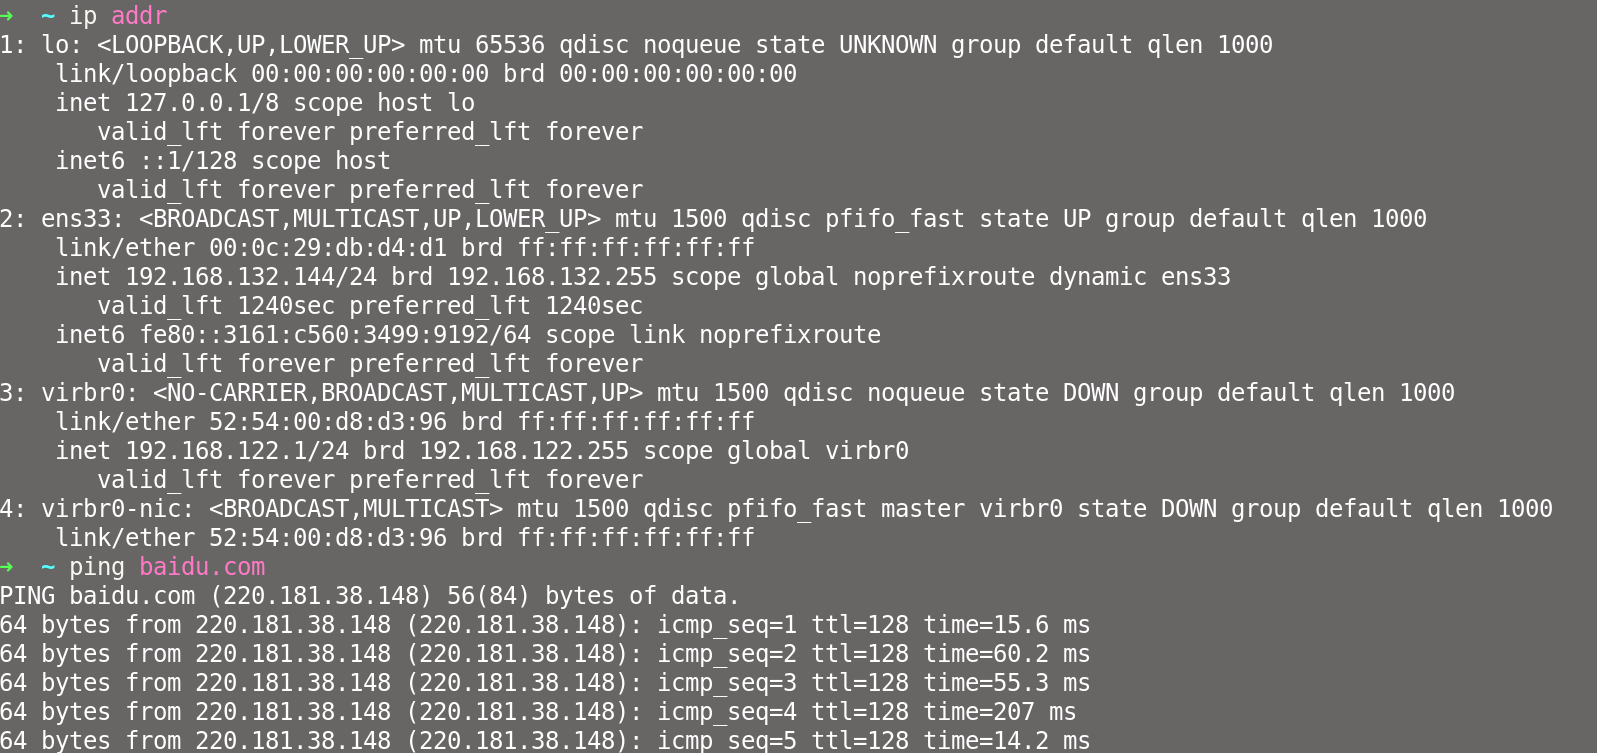 ➜  ~ ip addr
1: lo: <LOOPBACK,UP,LOWER_UP> mtu 65536 qdisc noqueue state UNKNOWN group default qlen 1000
    link/loopback 00:00:00:00:00:00 brd 00:00:00:00:00:00
    inet 127.0.0.1/8 scope host lo
       valid_lft forever preferred_lft forever
    inet6 ::1/128 scope host
       valid_lft forever preferred_lft forever
2: ens33: <BROADCAST,MULTICAST,UP,LOWER_UP> mtu 1500 qdisc pfifo_fast state UP group default qlen 1000
    link/ether 00:0c:29:db:d4:d1 brd ff:ff:ff:ff:ff:ff
    inet 192.168.132.144/24 brd 192.168.132.255 scope global noprefixroute dynamic ens33
       valid_lft 1240sec preferred_lft 1240sec
    inet6 fe80::3161:c560:3499:9192/64 scope link noprefixroute
       valid_lft forever preferred_lft forever
3: virbr0: <NO-CARRIER,BROADCAST,MULTICAST,UP> mtu 1500 qdisc noqueue state DOWN group default qlen 1000
    link/ether 52:54:00:d8:d3:96 brd ff:ff:ff:ff:ff:ff
    inet 192.168.122.1/24 brd 192.168.122.255 scope global virbr0
       valid_lft forever preferred_lft forever
4: virbr0-nic: <BROADCAST,MULTICAST> mtu 1500 qdisc pfifo_fast master virbr0 state DOWN group default qlen 1000
    link/ether 52:54:00:d8:d3:96 brd ff:ff:ff:ff:ff:ff
➜  ~ ping baidu.com
PING baidu.com (220.181.38.148) 56(84) bytes of data.
64 bytes from 220.181.38.148 (220.181.38.148): icmp_seq=1 ttl=128 time=15.6 ms
64 bytes from 220.181.38.148 (220.181.38.148): icmp_seq=2 ttl=128 time=60.2 ms
64 bytes from 220.181.38.148 (220.181.38.148): icmp_seq=3 ttl=128 time=55.3 ms
64 bytes from 220.181.38.148 (220.181.38.148): icmp_seq=4 ttl=128 time=207 ms
64 bytes from 220.181.38.148 (220.181.38.148): icmp_seq=5 ttl=128 time=14.2 ms